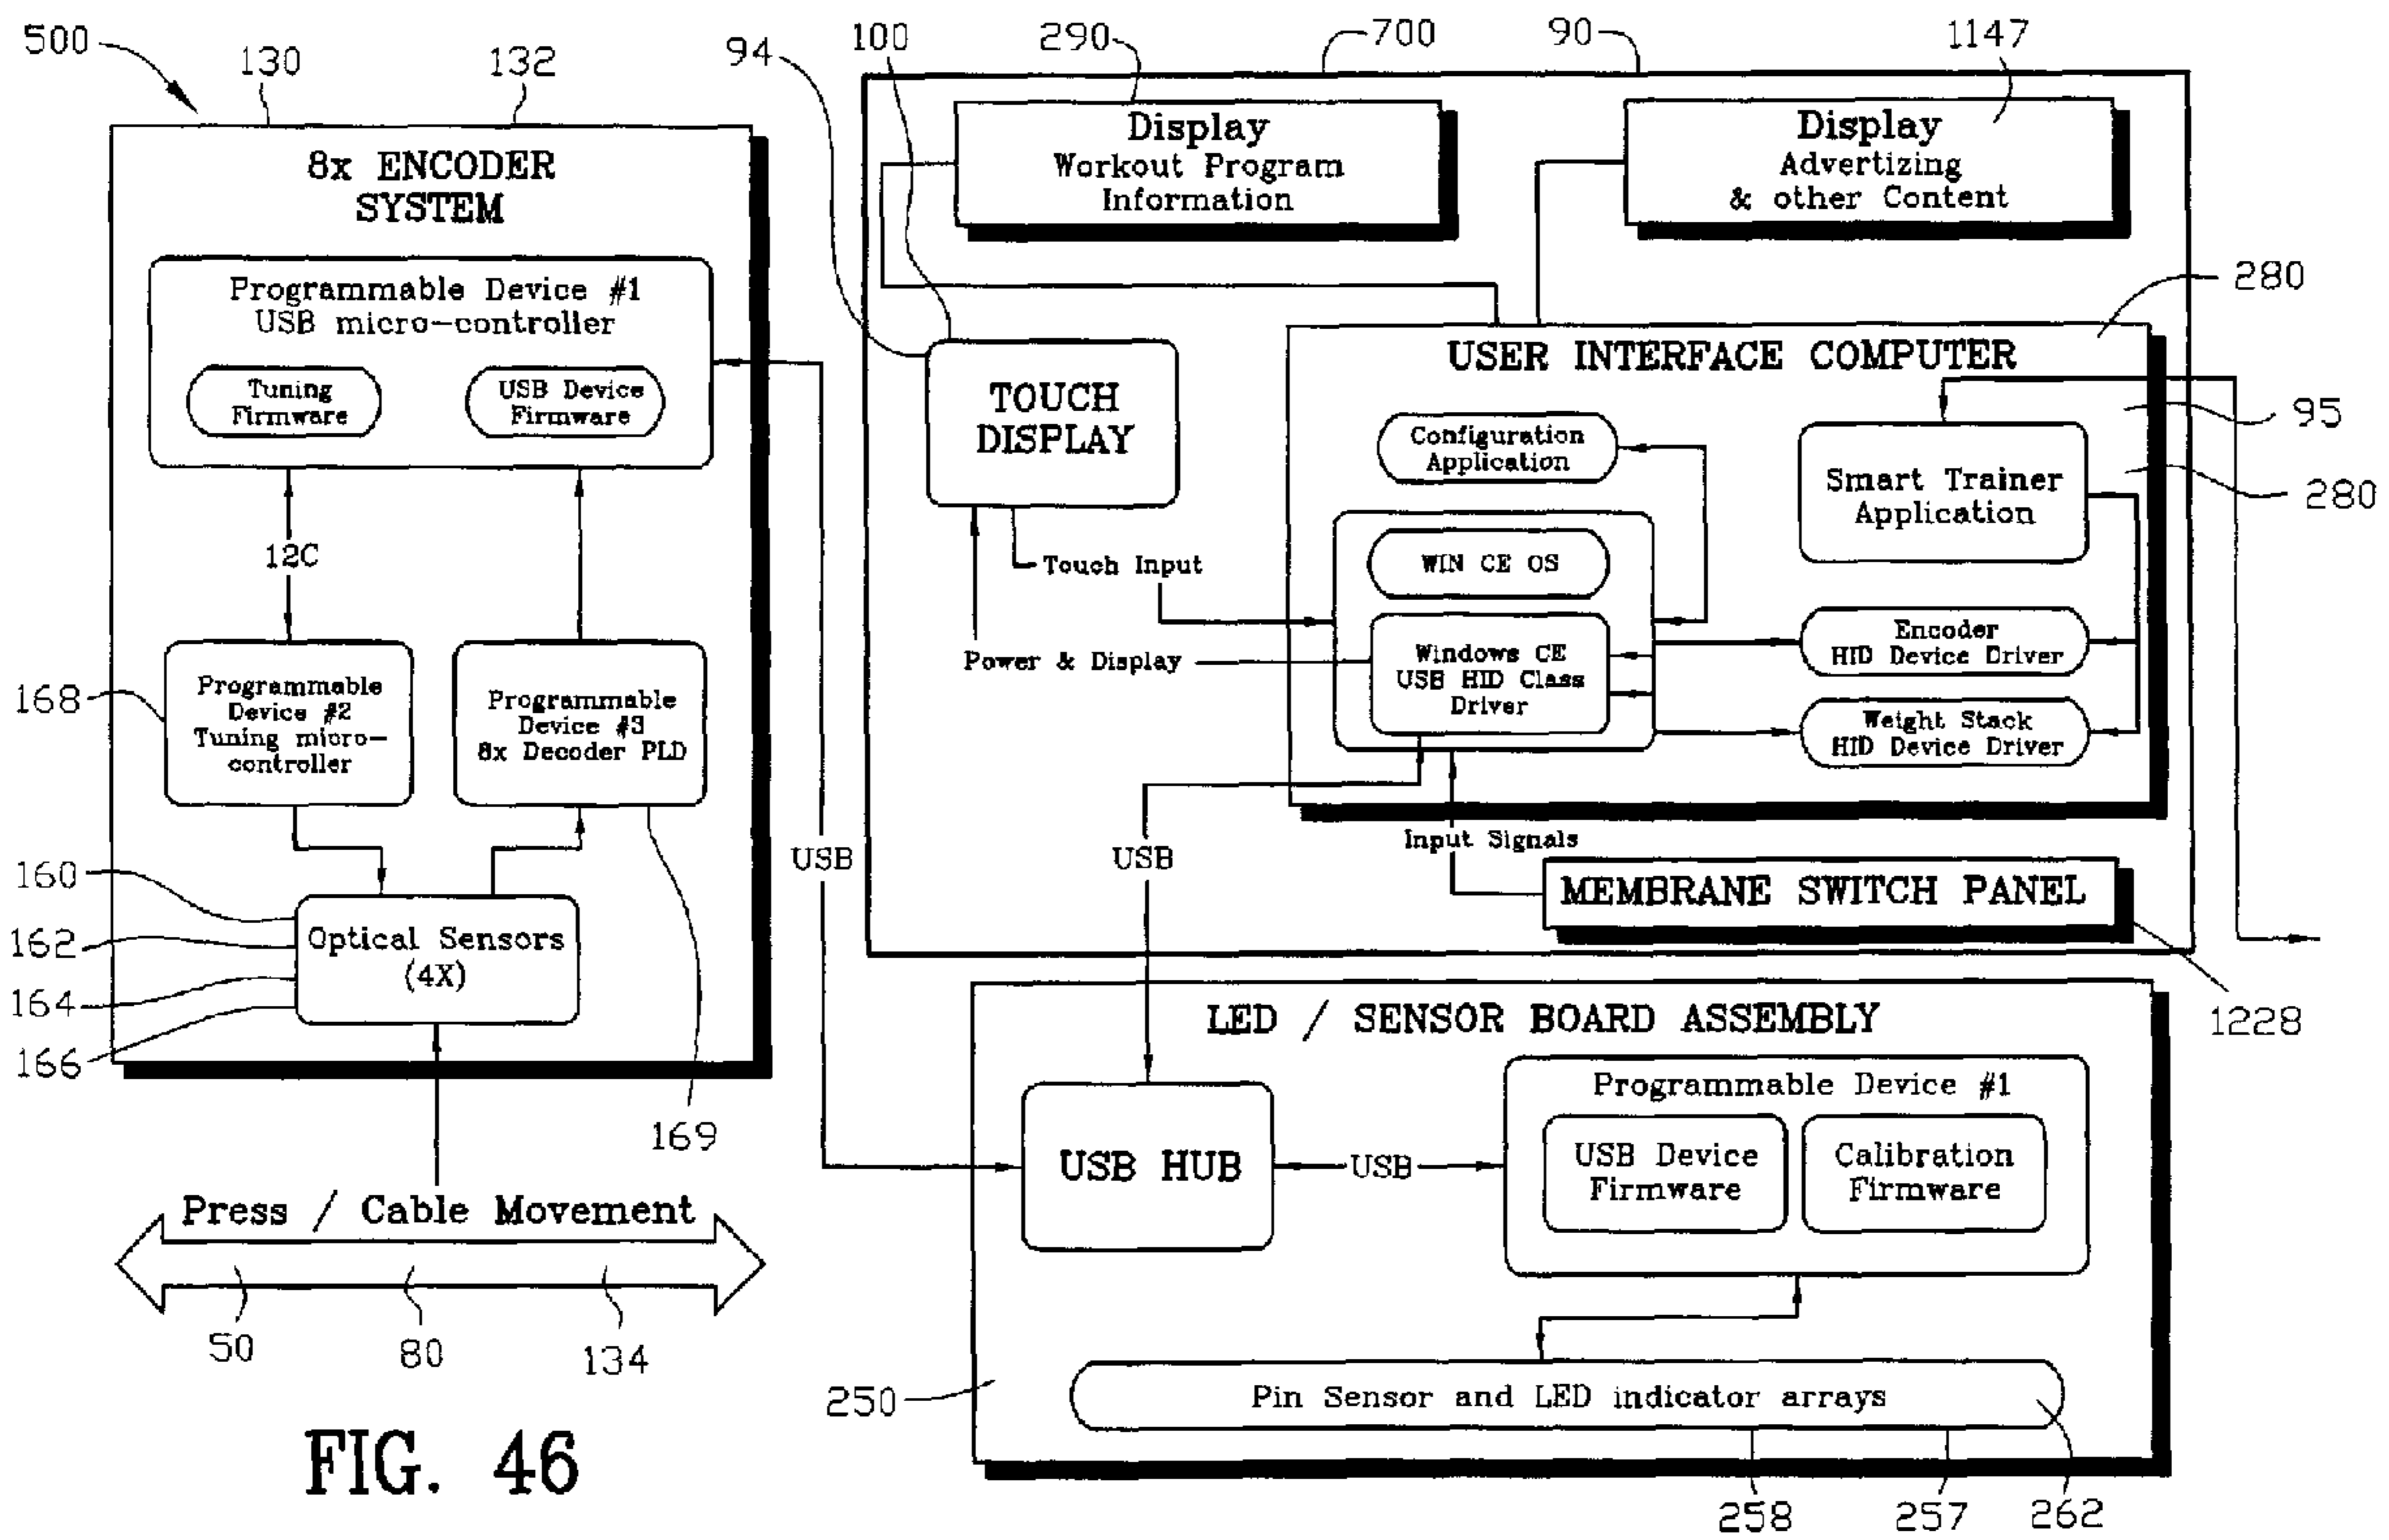 500
130
132
8x ENCODER
SYSTEM
Programmable Device #1
USB micro-controller
Tuning
Firmware
USB Device
Firmware
12C
168
Programmable
Device #2
Tuning micro-
controller
Programmable
Device #3
8x Decoder PLD
160
162
164
166
Optical Sensors
(4X)
169
Press / Cable Movement
50
80
134
FIG. 46
USB
94
100
290
700
90
1147
Display
Workout Program
Information
Display
Advertizing
& other Content
280
TOUCH
DISPLAY
USER INTERFACE COMPUTER
95
Configuration
Application
Smart Trainer
Application
280
Touch Input
WIN CE OS
Power & Display
Windows CE
USB HID Class
Driver
Encoder
HID Device Driver
Weight Stack
HID Device Driver
USB
Input Signals
MEMBRANE SWITCH PANEL
1228
LED / SENSOR BOARD ASSEMBLY
USB HUB
USB
Programmable Device #1
USB Device
Firmware
Calibration
Firmware
250
Pin Sensor and LED indicator arrays
258
257
262